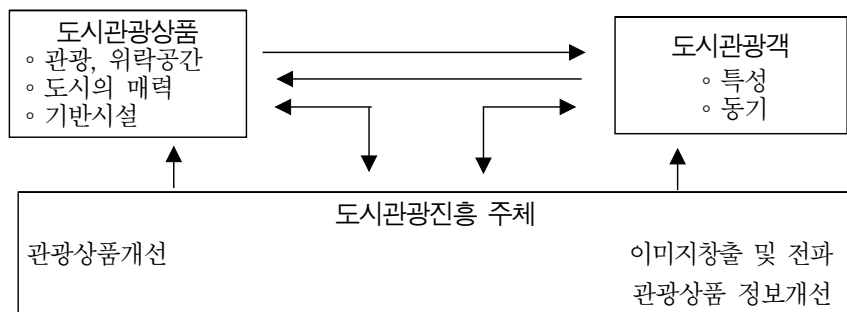 도시관광상품
◦ 관광, 위락공간
◦ 도시의 매력
◦ 기반시설
도시관광객
◦ 특성
◦ 동기
도시관광진흥 주체
관광상품개선
이미지창출 및 전파
관광상품 정보개선